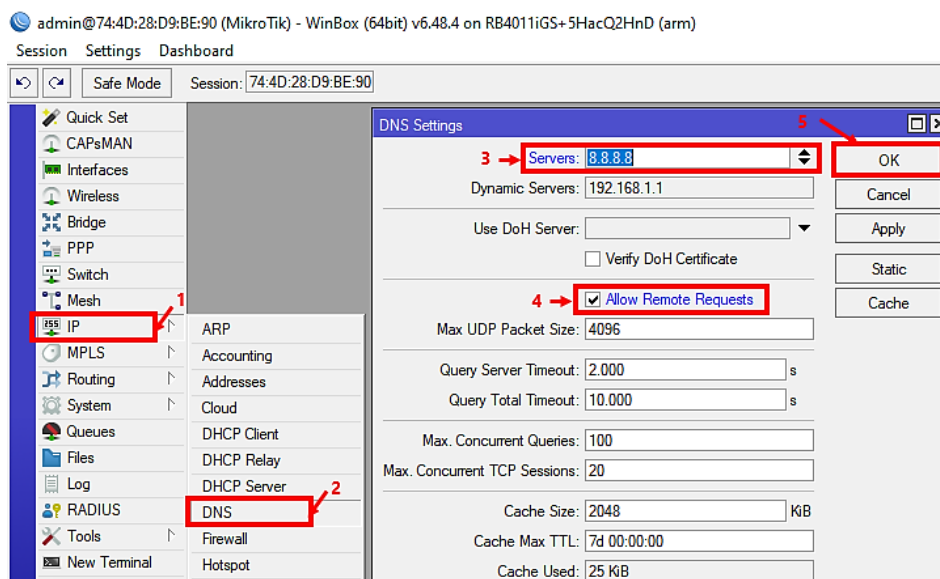 admin@74:4D:28:D9:BE:90 (MikroTik) - WinBox (64bit) v6.48.4 on RB4011iGS+5HacQ2HnD (arm)
Session Settings Dashboard
Safe Mode Session: 74:4D:28:D9:BE:90
Quick Set
CAPsMAN
Interfaces
Wireless
Bridge
PPP
Switch
Mesh
1
255 IP
MPLS
Routing
System
Queues
Files
Log
RADIUS
Tools
New Terminal
ARP
Accounting
Addresses
Cloud
DHCP Client
DHCP Relay
DHCP Server
2
DNS
Firewall
Hotspot
DNS Settings
5
3 Servers: 8.8.8.8
Dynamic Servers: 192.168.1.1
Use DoH Server:
Verify DoH Certificate
4 Allow Remote Requests
Max UDP Packet Size: 4096
Query Server Timeout: 2.000 s
Query Total Timeout: 10.000 s
Max. Concurrent Queries: 100
Max. Concurrent TCP Sessions: 20
Cache Size: 2048 KiB
Cache Max TTL: 7d 00:00:00
Cache Used: 25 KiB
OK
Cancel
Apply
Static
Cache